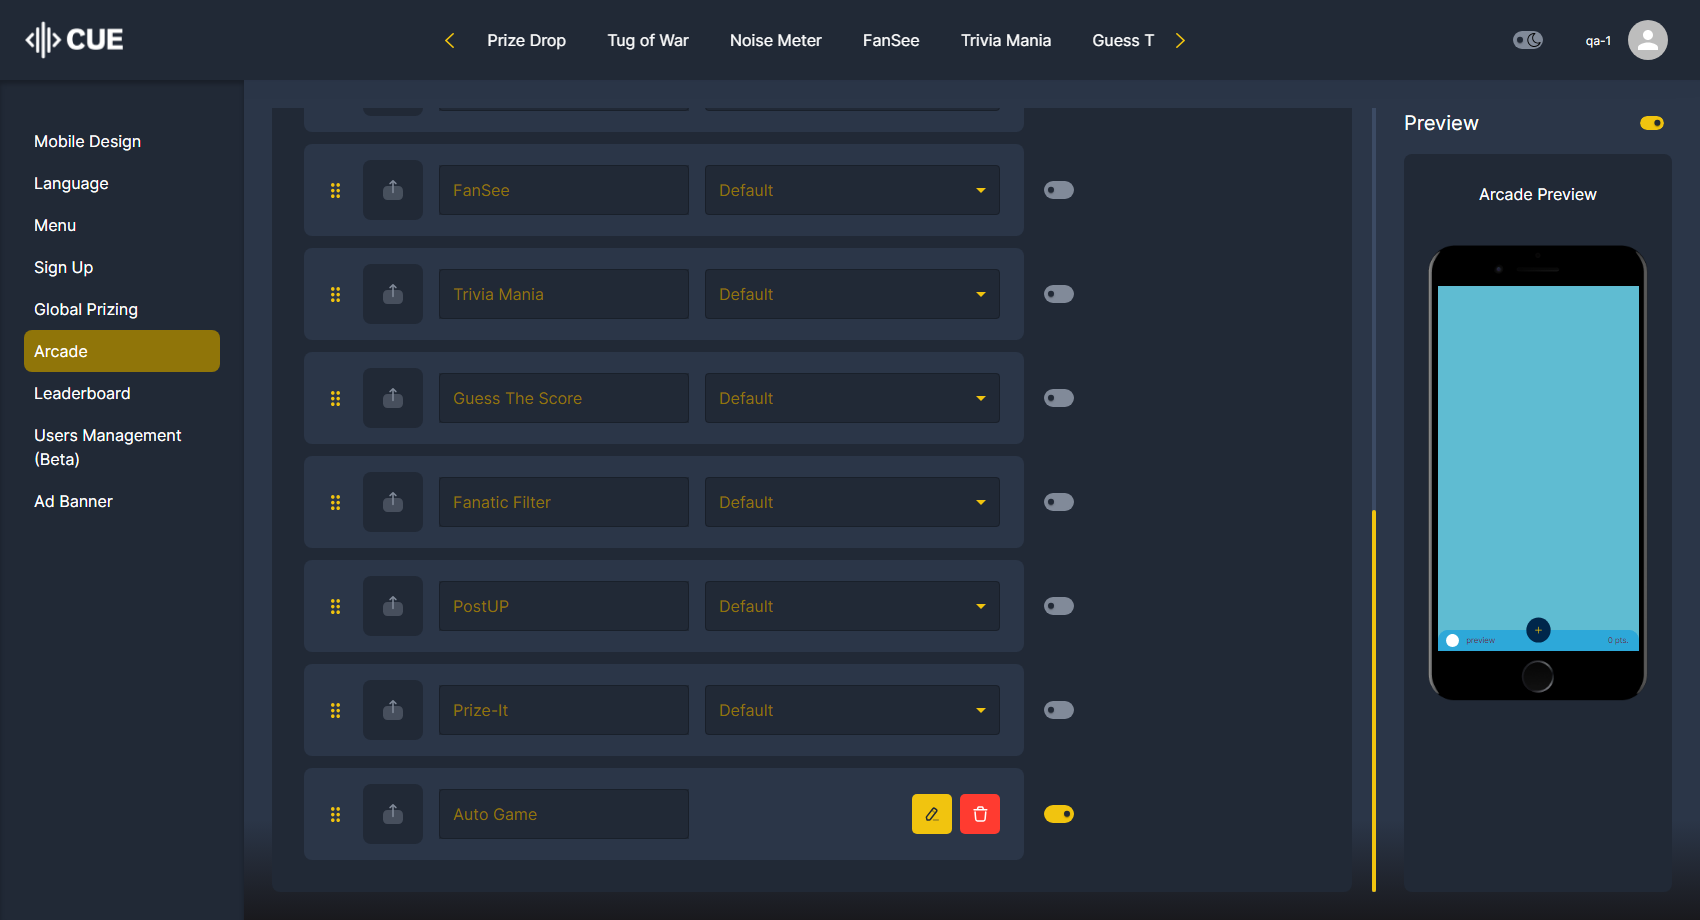 CUE
Prize Drop
Tug of War
Noise Meter
FanSee
Trivia Mania
Guess T
qa-1
Mobile Design
Language
Menu
Sign Up
Global Prizing
Arcade
Leaderboard
Users Management
(Beta)
Ad Banner
FanSee
Default
Trivia Mania
Default
Guess The Score
Default
Fanatic Filter
Default
PostUP
Default
Prize-It
Default
Auto Game
Preview
Arcade Preview
preview
0 pts.